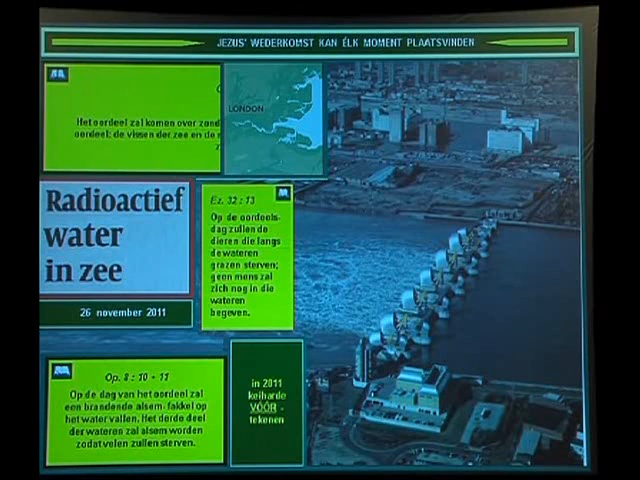 JEZUS' WEDERKOMST KAN ÉLK MOMENT PLAATSVINDEN
Het oordeel zal komen over zond
oordeel; de vissen der zee en de
LONDON
Radioactief
water
in zee
26 november 2011
Ez. 32 : 13
Op de oordeels-
dag zullen de
dieren die langs
de wateren
grazen sterven;
geen mens zal
zich nog in die
wateren
begeven.
Op. 8 : 10 - 11
Op de dag van het oordeel zal
een brandende alsem-fakkel op
het water vallen. Het derde deel
der wateren zal alsem worden
zodat velen zullen sterven.
in 2011
keiharde
VÓÓR -
tekenen